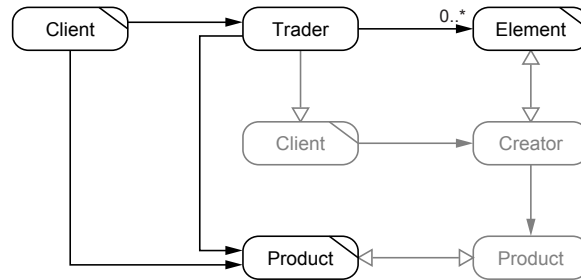 Client
Trader
0..*
Element
Client
Creator
Product
Product